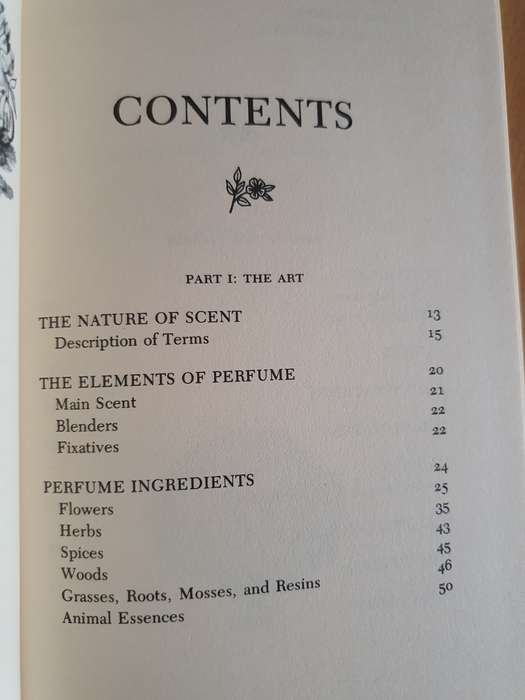 CONTENTS
PART I: THE ART
THE NATURE OF SCENT 13
Description of Terms 15
THE ELEMENTS OF PERFUME 20
Main Scent 21
Blenders 22
Fixatives 22
PERFUME INGREDIENTS 24
Flowers 25
Herbs 35
Spices 43
Woods 45
Grasses, Roots, Mosses, and Resins 46
Animal Essences 50